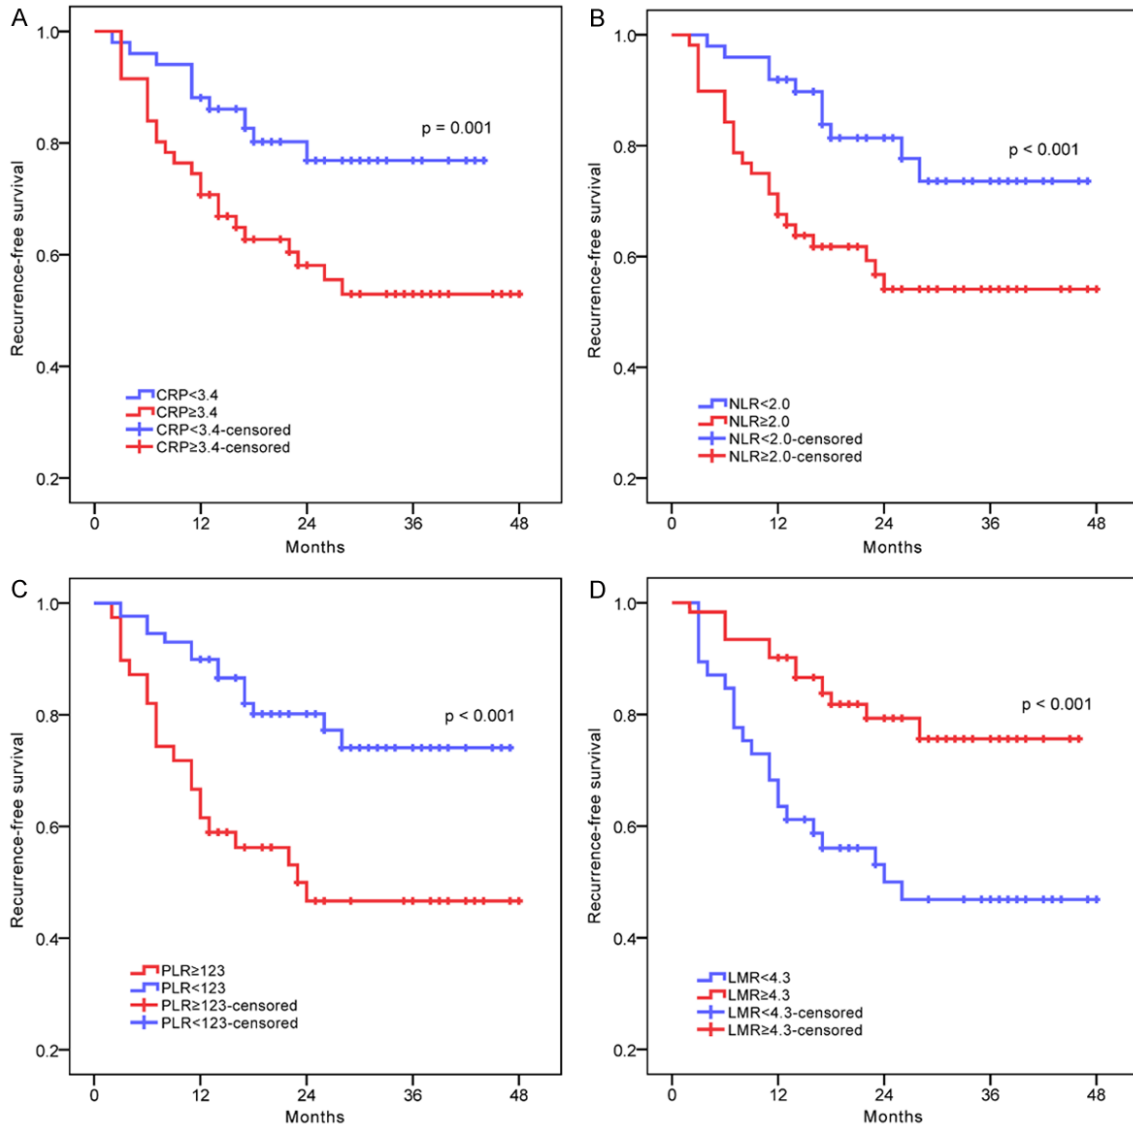 A
1.0
0.8
0.6
0.4
0.2
Recurrence-free survival
p = 0.001
CRP<3.4
CRP≥3.4
CRP<3.4-censored
CRP≥3.4-censored
0 12 24 36 48
Months
B
1.0
0.8
0.6
0.4
0.2
Recurrence-free survival
p < 0.001
NLR<2.0
NLR≥2.0
NLR<2.0-censored
NLR≥2.0-censored
0 12 24 36 48
Months
C
1.0
0.8
0.6
0.4
0.2
Recurrence-free survival
p < 0.001
PLR≥123
PLR<123
PLR≥123-censored
PLR<123-censored
0 12 24 36 48
Months
D
1.0
0.8
0.6
0.4
0.2
Recurrence-free survival
p < 0.001
LMR<4.3
LMR≥4.3
LMR<4.3-censored
LMR≥4.3-censored
0 12 24 36 48
Months